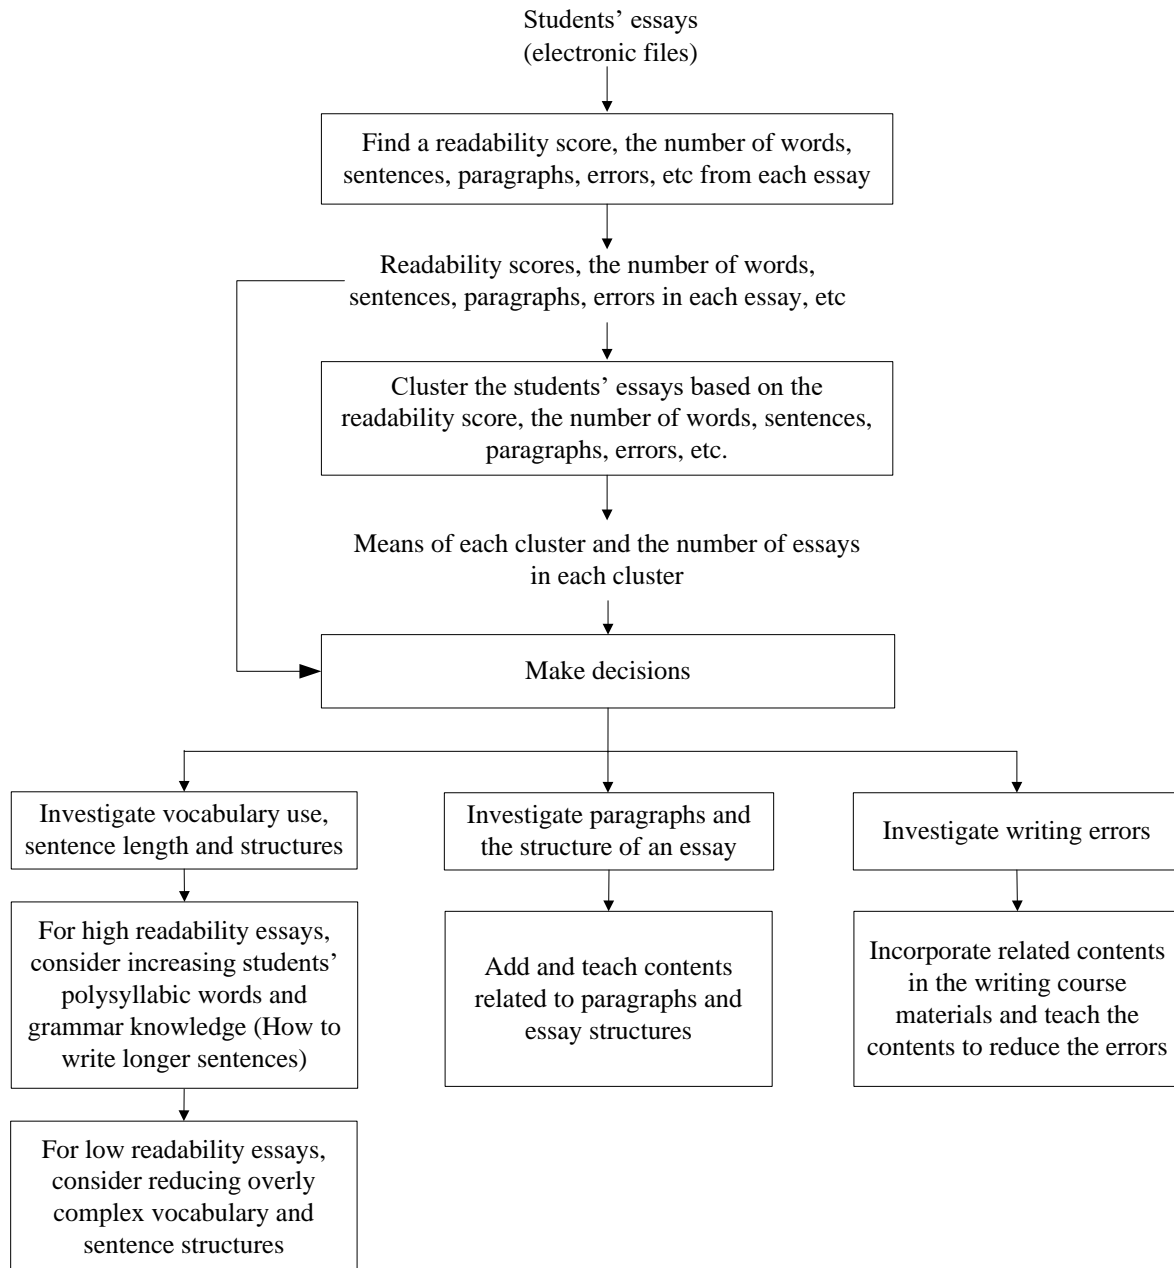 Students’ essays
(electronic files)
Find a readability score, the number of words,
sentences, paragraphs, errors, etc from each essay
Readability scores, the number of words,
sentences, paragraphs, errors in each essay, etc
Cluster the students’ essays based on the
readability score, the number of words, sentences,
paragraphs, errors, etc.
Means of each cluster and the number of essays
in each cluster
Make decisions
Investigate vocabulary use,
sentence length and structures
For high readability essays,
consider increasing students’
polysyllabic words and
grammar knowledge (How to
write longer sentences)
For low readability essays,
consider reducing overly
complex vocabulary and
sentence structures
Investigate paragraphs and
the structure of an essay
Add and teach contents
related to paragraphs and
essay structures
Investigate writing errors
Incorporate related contents
in the writing course
materials and teach the
contents to reduce the errors